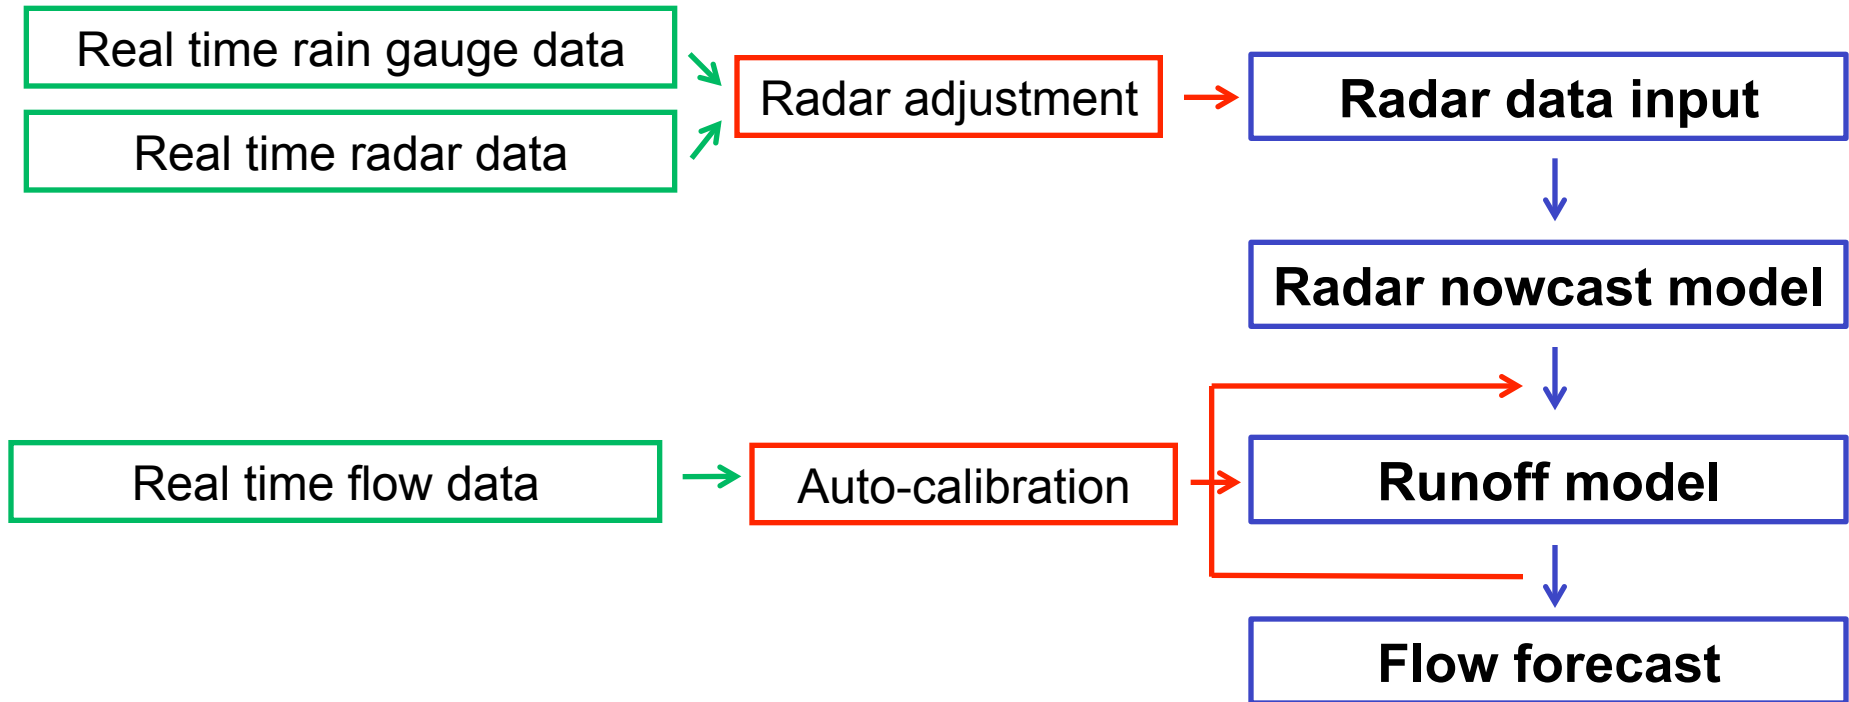 Real time rain gauge data
Real time radar data
Radar adjustment
Radar data input
Radar nowcast model
Real time flow data
Auto-calibration
Runoff model
Flow forecast